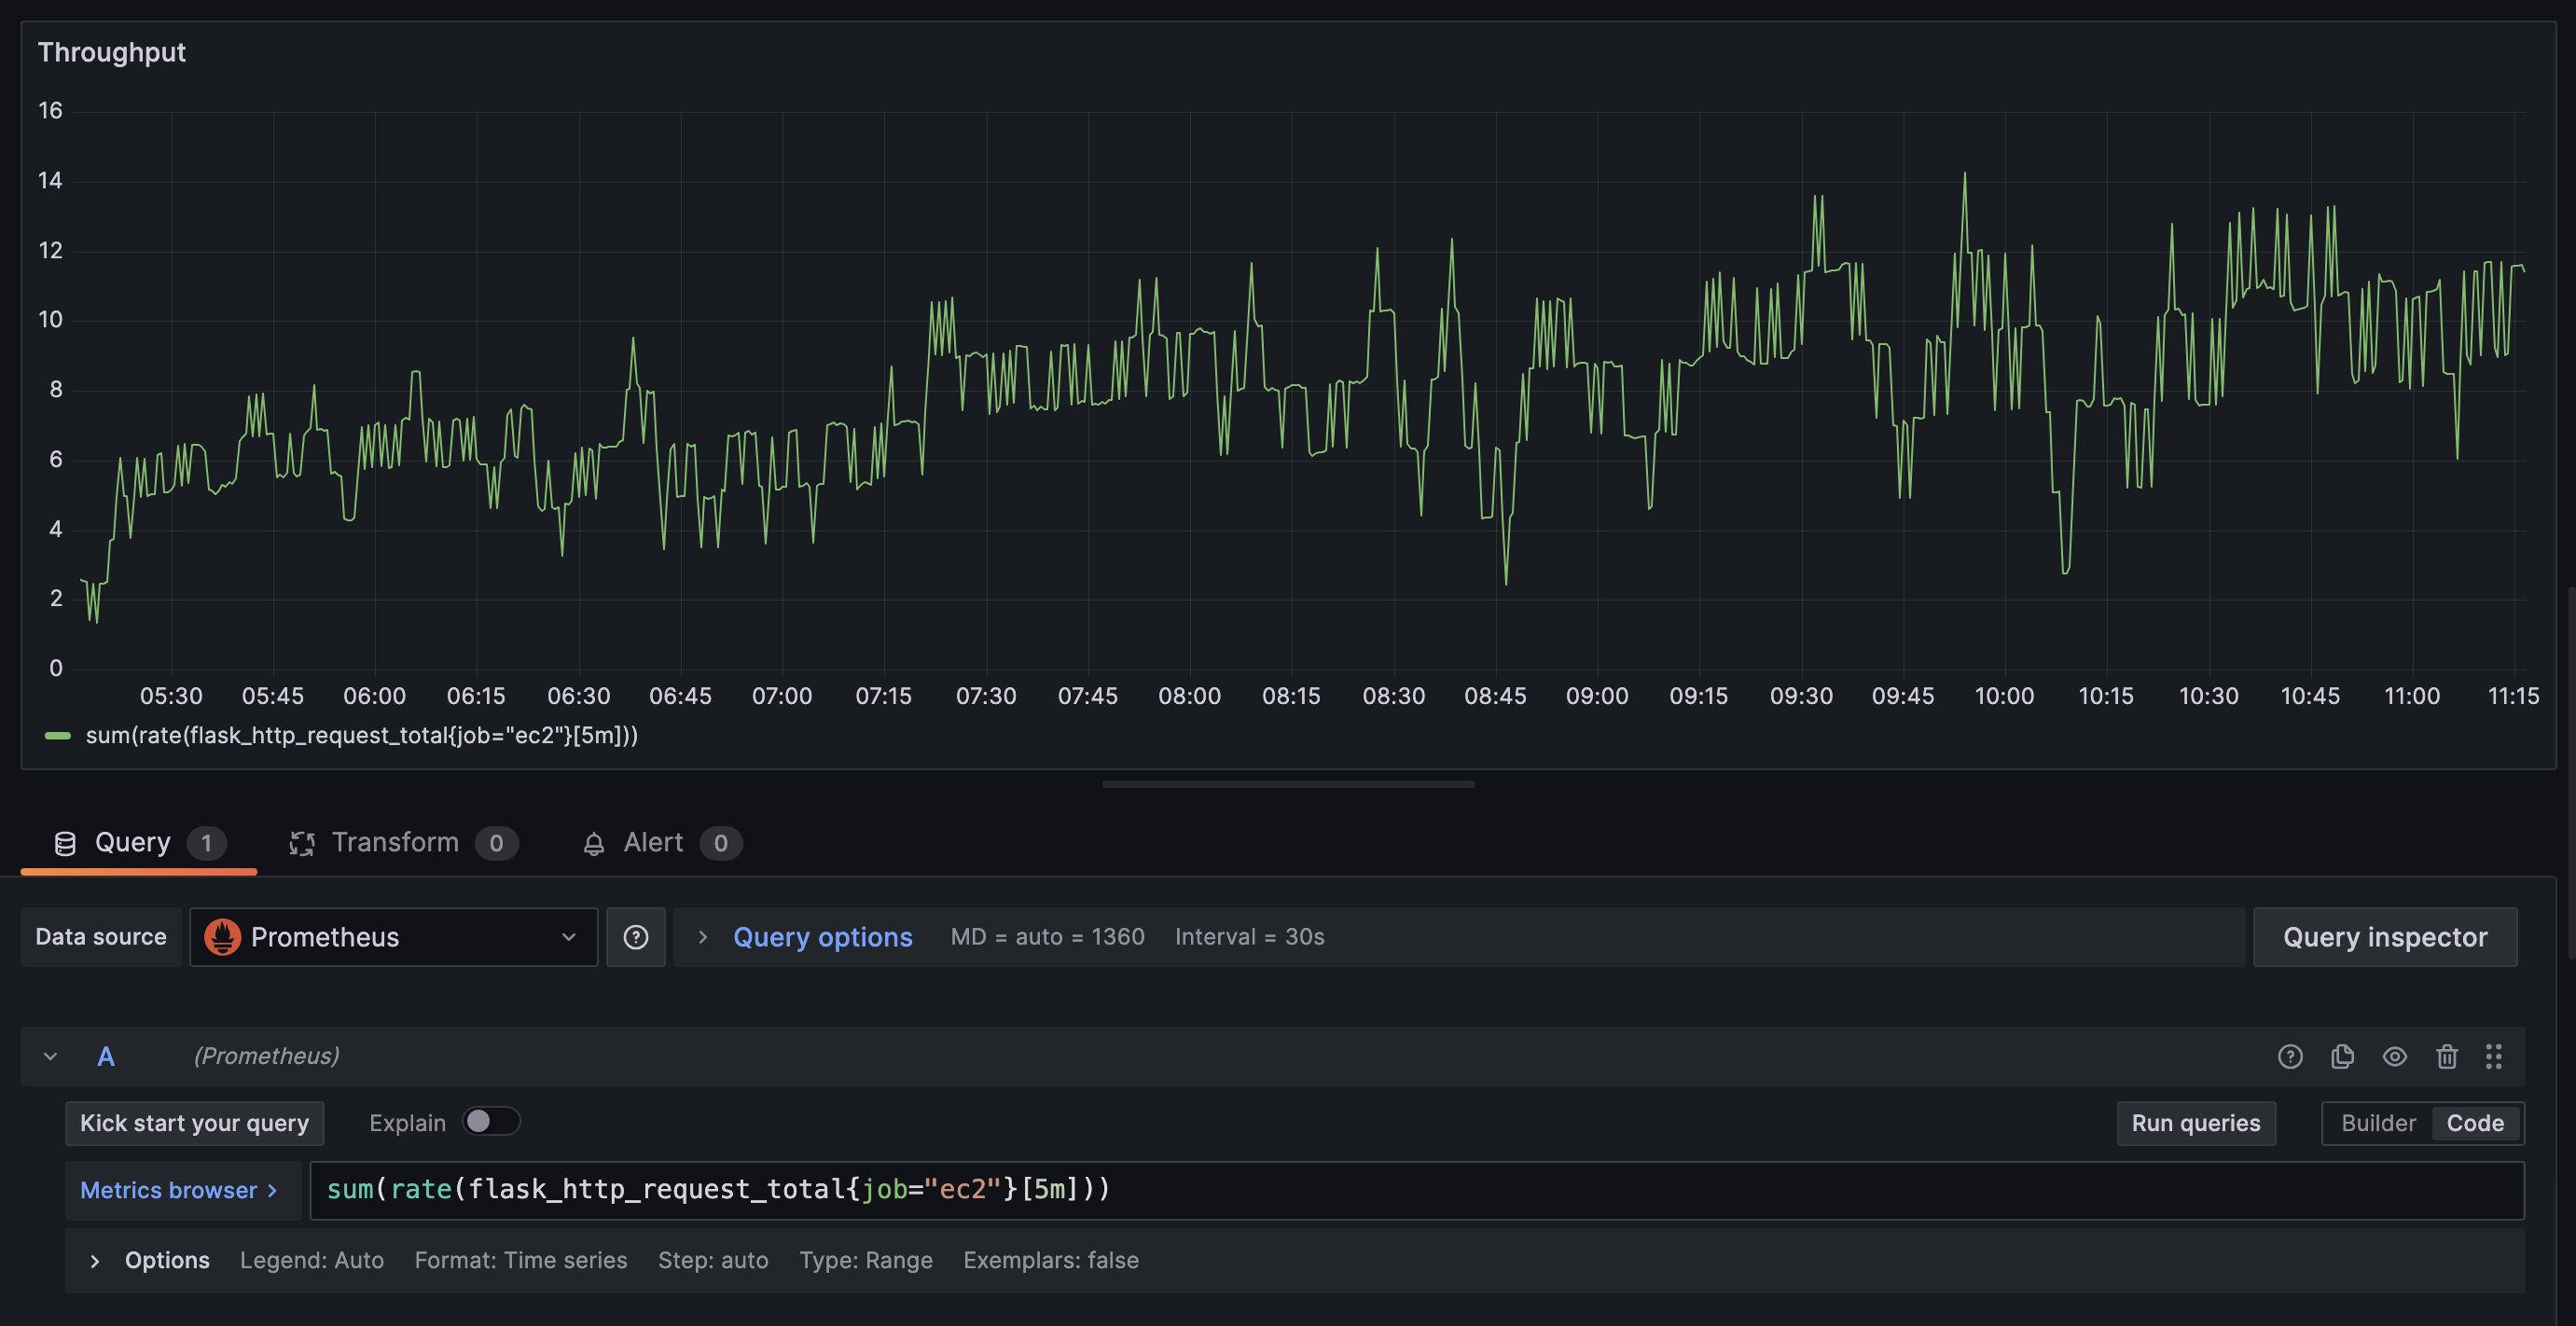 Throughput
16
14
12
10
8
6
4
2
0
05:30 05:45 06:00 06:15 06:30 06:45 07:00 07:15 07:30 07:45 08:00 08:15 08:30 08:45 09:00 09:15 09:30 09:45 10:00 10:15 10:30 10:45 11:00 11:15
sum(rate(flask_http_request_total{job="ec2"}[5m]))
Query 1 Transform 0 Alert 0
Data source Prometheus Query options MD = auto = 1360 Interval = 30s Query inspector
A (Prometheus)
Kick start your query Explain Run queries Builder Code
Metrics browser > sum(rate(flask_http_request_total{job="ec2"}[5m]))
Options Legend: Auto Format: Time series Step: auto Type: Range Exemplars: false